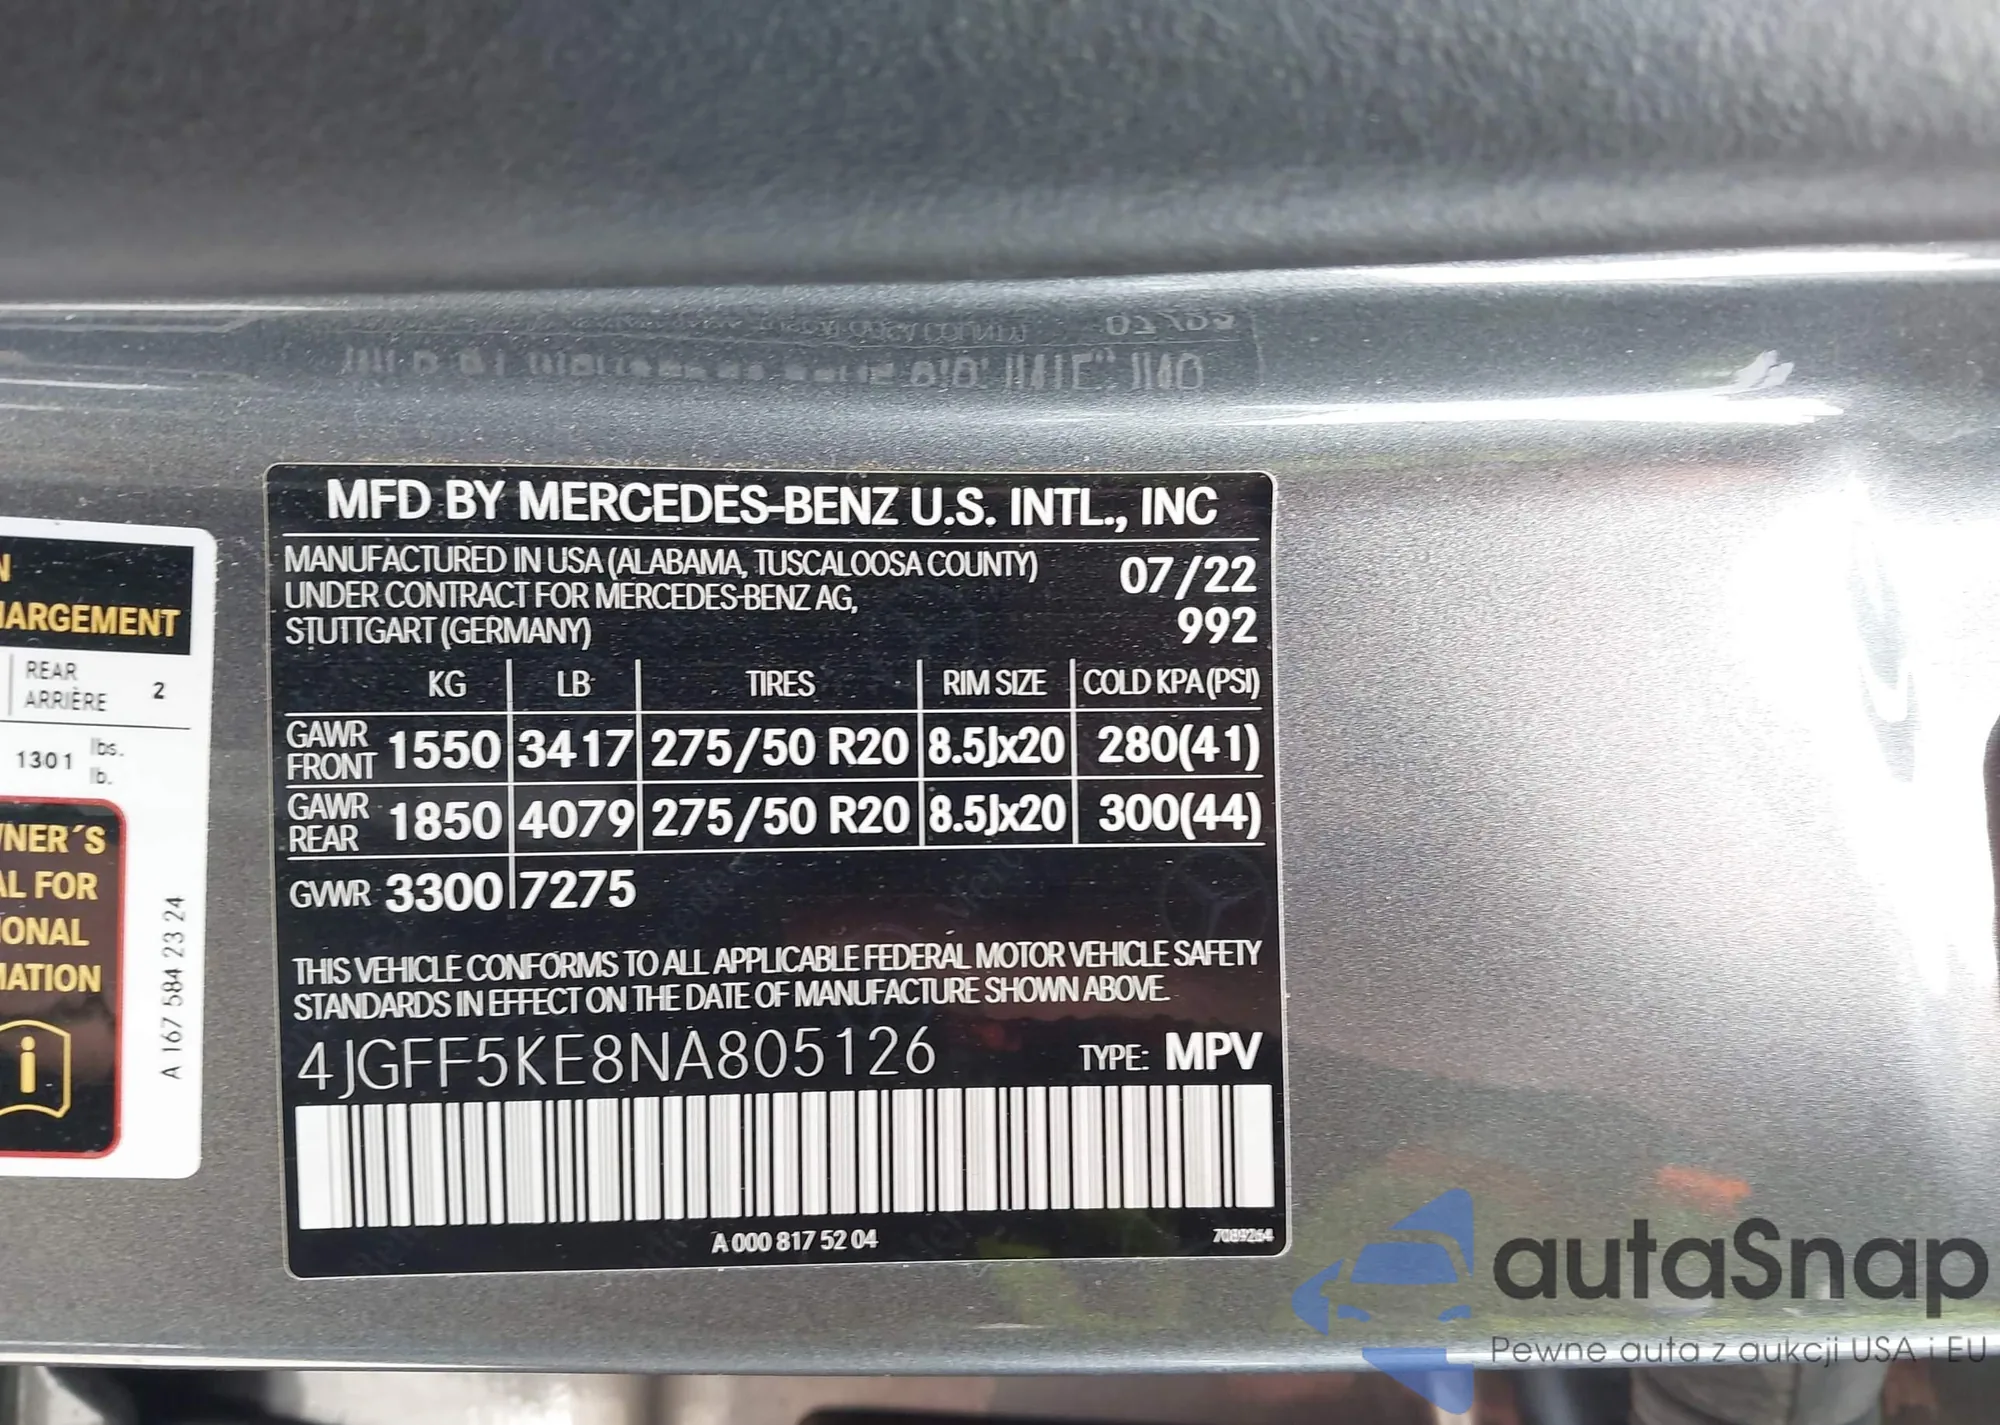 MFD BY MERCEDES-BENZ U.S. INTL., INC
MANUFACTURED IN USA (ALABAMA, TUSCALOOSA COUNTY) 07/22
UNDER CONTRACT FOR MERCEDES-BENZ AG, 992
STUTTGART (GERMANY)
KG LB TIRES RIM SIZE COLD KPA (PSI)
GAWR FRONT 1550 3417 275/50 R20 8.5Jx20 280(41)
GAWR REAR 1850 4079 275/50 R20 8.5Jx20 300(44)
GVWR 3300 7275
THIS VEHICLE CONFORMS TO ALL APPLICABLE FEDERAL MOTOR VEHICLE SAFETY
STANDARDS IN EFFECT ON THE DATE OF MANUFACTURE SHOWN ABOVE.
4JGFF5KE8NA805126 TYPE: MPV
A 000 817 52 04
7089264
REAR
ARRIÈRE 2
1301 lbs.
lb.
FOR
A 167 584 23 24
i
autaSnap
Pewne auta z aukcji USA i EU